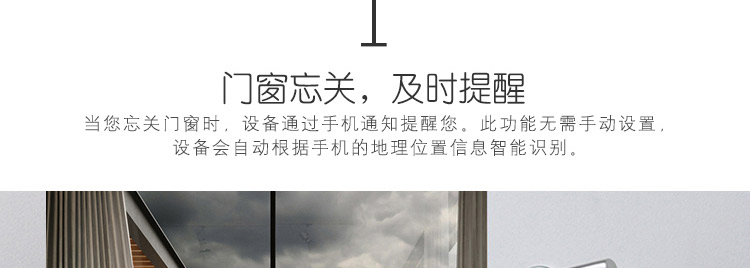 门窗忘关，及时提醒
当您忘关门窗时，设备通过手机通知提醒您。此功能无需手动设置，
设备会自动根据手机的地理位置信息智能识别。